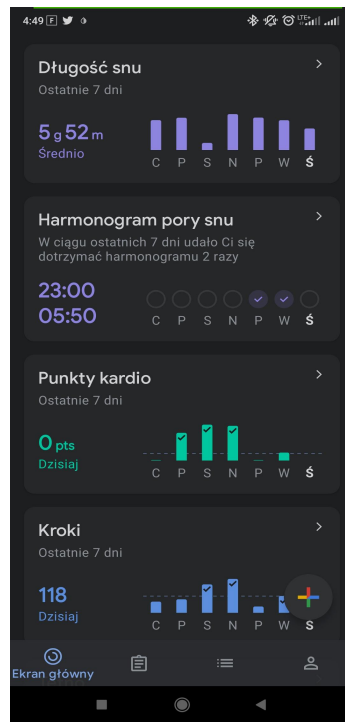 4:49
LTE+
Długość snu
Ostatnie 7 dni
5 g 52 m
Średnio
C P S N P W Ś
Harmonogram pory snu
W ciągu ostatnich 7 dni udało Ci się
dotrzymać harmonogramu 2 razy
23:00
05:50
C P S N P W Ś
Punkty kardio
Ostatnie 7 dni
0 pts
Dzisiaj
C P S N P W Ś
Kroki
Ostatnie 7 dni
118
Dzisiaj
C P S N P W Ś
Ekran główny